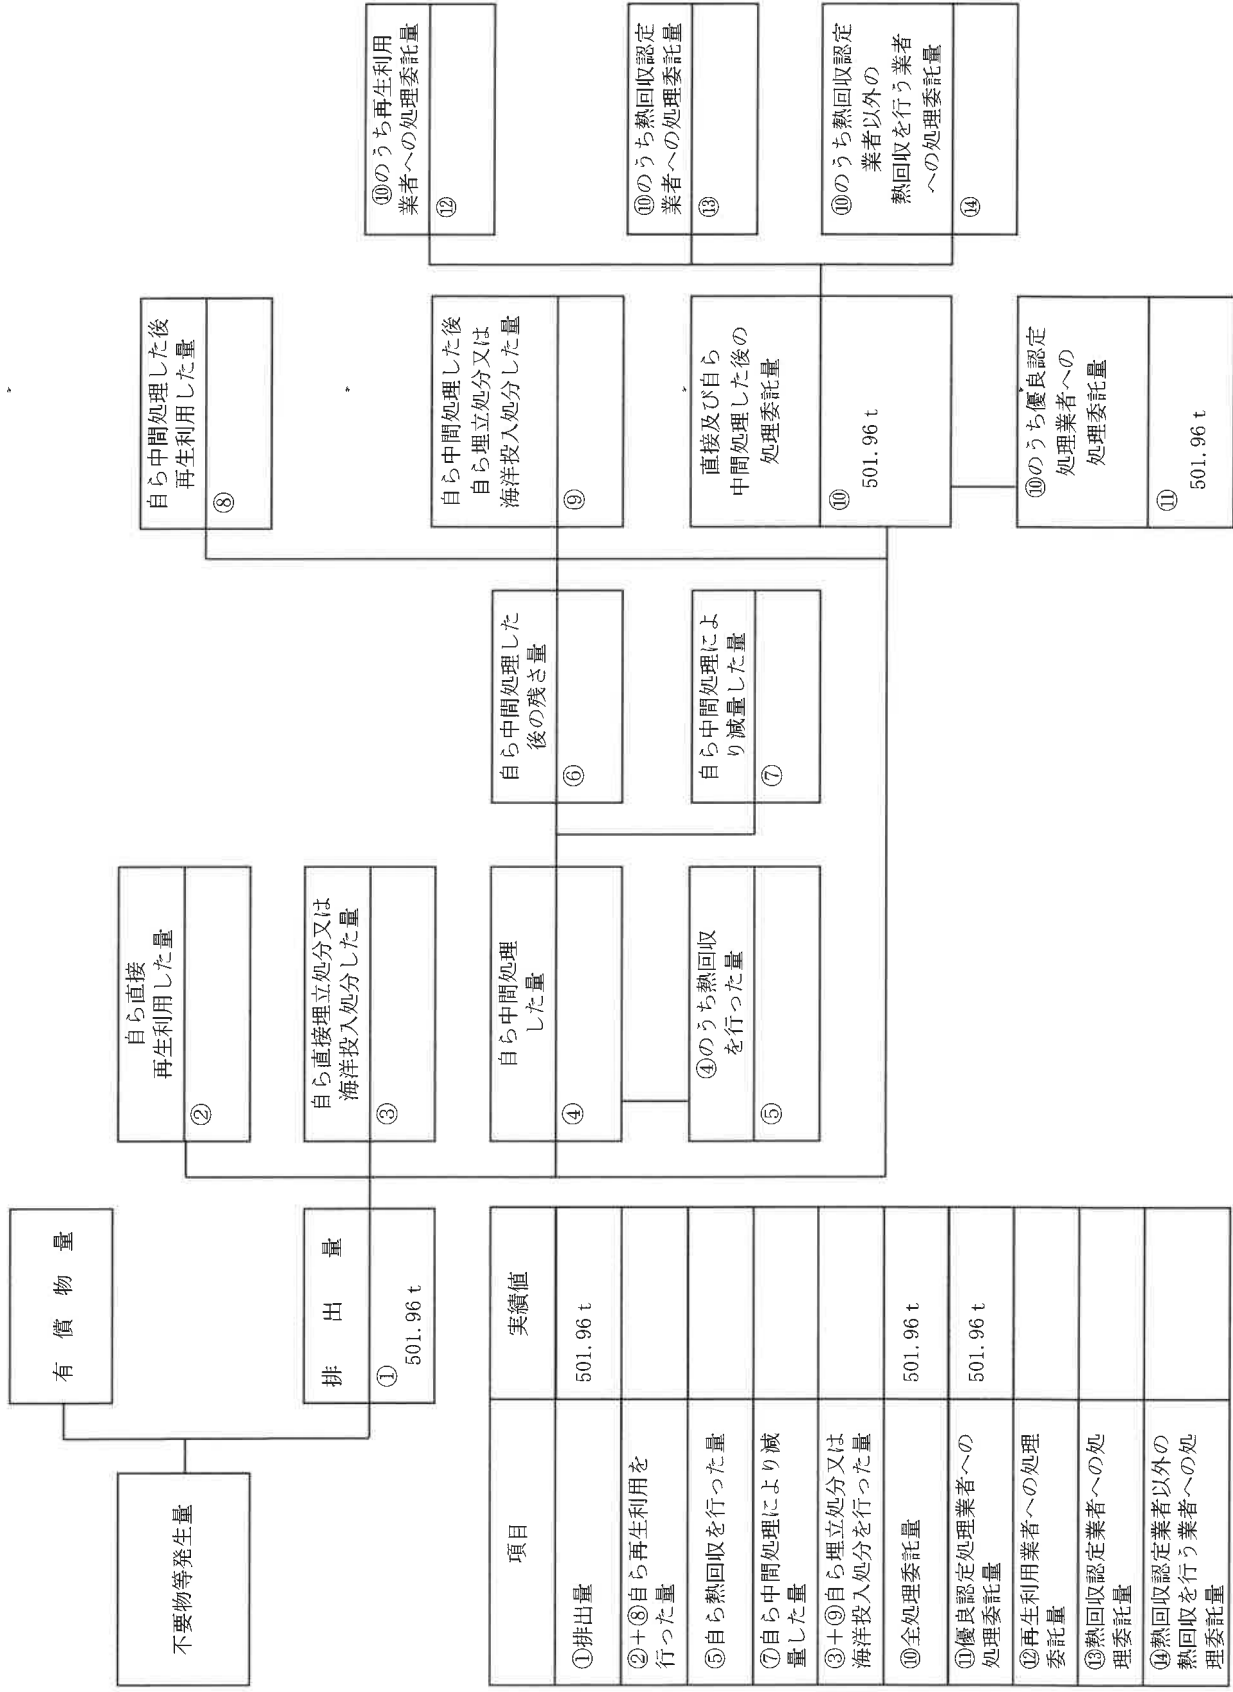 不要物等発生量
有償物量
排出量
①
501.96 t
自ら直接
再生利用した量
②
自ら直接埋立処分又は
海洋投入処分した量
③
自ら中間処理
した量
④
④のうち熱回収
を行った量
⑤
自ら中間処理した
後の残さ量
⑥
自ら中間処理によ
り減量した量
⑦
自ら中間処理した後
再生利用した量
⑧
自ら中間処理した後
自ら埋立処分又は
海洋投入処分した量
⑨
直接及び自ら
中間処理した後の
処理委託量
⑩
501.96 t
⑩のうち優良認定
処理業者への
処理委託量
⑪
501.96 t
⑩のうち再生利用
業者への処理委託量
⑫
⑩のうち熱回収認定
業者への処理委託量
⑬
⑩のうち熱回収認定
業者以外の
熱回収を行う業者
への処理委託量
⑭
項目
実績値
①排出量
501.96 t
②+⑧自ら再生利用を
行った量
⑤自ら熱回収を行った量
⑦自ら中間処理により減
量した量
③+⑨自ら埋立処分又は
海洋投入処分を行った量
⑩全処理委託量
501.96 t
⑪優良認定処理業者への
処理委託量
501.96 t
⑫再生利用業者への処理
委託量
⑬熱回収認定業者への処
理委託量
⑭熱回収認定業者以外の
熱回収を行う業者への処
理委託量